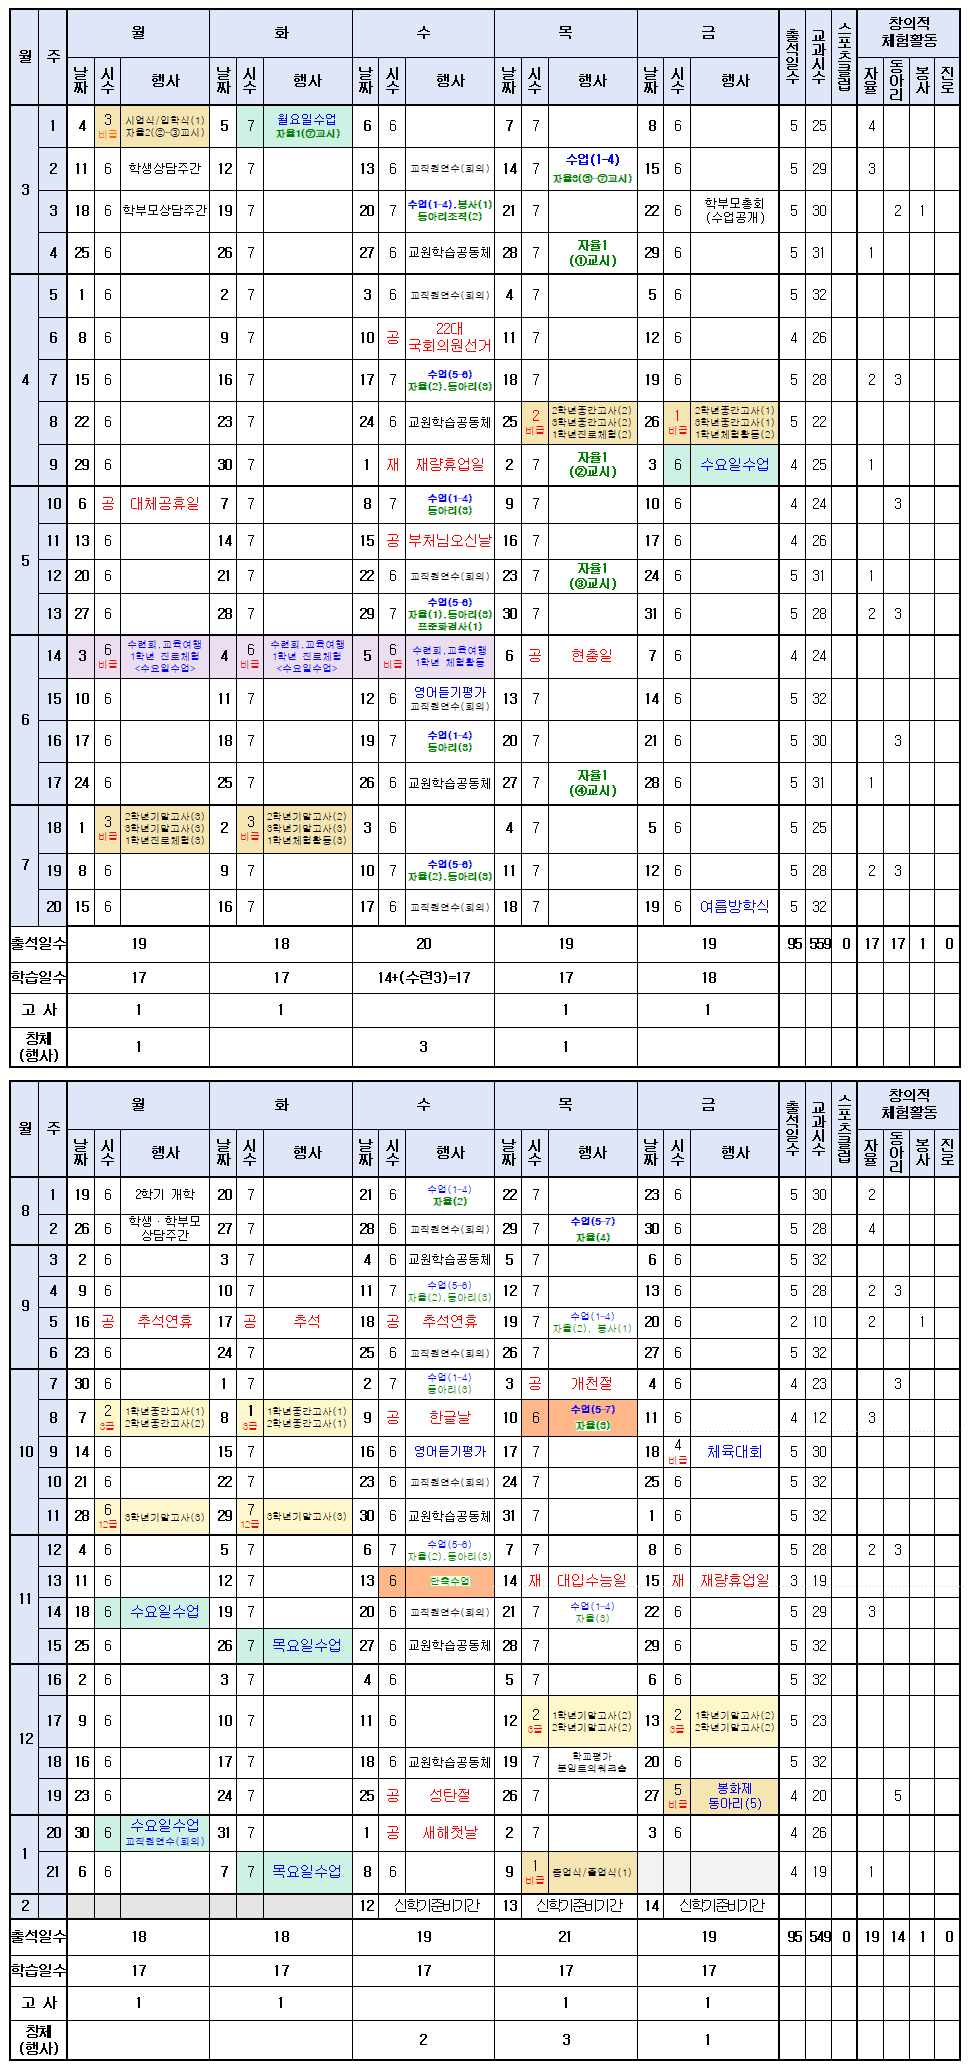 월 주 월 화 수 목 금 출석일수 교과시수 스포츠클럽 창의적
체험활동
날짜 시수 행사 날짜 시수 행사 날짜 시수 행사 날짜 시수 행사 날짜 시수 행사 자율 동아리 봉사 진로
3 1 4 3 비급 시업식/입학식(1)
자율2(②-③교시) 5 7 월요일수업
자율1(⑦교시) 6 6 7 7 8 6 5 25 4
2 11 6 학생상담주간 12 7 13 6 교직원연수(회의) 14 7 수업(1-4)
자율3(⑤-⑦교시) 15 6 5 29 3
3 18 6 학부모상담주간 19 7 20 7 수업(1-4),봉사(1)
동아리조직(2) 21 7 22 6 학부모총회
(수업공개) 5 30 2 1
4 25 6 26 7 27 6 교원학습공동체 28 7 자율1
(①교시) 29 6 5 31 1
4 5 1 6 2 7 3 6 교직원연수(회의) 4 7 5 6 5 32
6 8 6 9 7 10 공 22대
국회의원선거 11 7 12 6 4 26
7 15 6 16 7 17 7 수업(5-6)
자율(2),동아리(3) 18 7 19 6 5 28 2 3
8 22 6 23 7 24 6 교원학습공동체 25 2 비급 2학년중간고사(2)
3학년중간고사(2)
1학년진로체험(2) 26 1 비급 2학년중간고사(1)
3학년중간고사(1)
1학년체험활동(2) 5 22
9 29 6 30 7 1 재 재량휴업일 2 7 자율1
(②교시) 3 6 수요일수업 4 25 1
5 10 6 공 대체공휴일 7 7 8 7 수업(1-4)
동아리(3) 9 7 10 6 4 24 3
11 13 6 14 7 15 공 부처님오신날 16 7 17 6 4 26
12 20 6 21 7 22 6 교직원연수(회의) 23 7 자율1
(③교시) 24 6 5 31 1
13 27 6 28 7 29 7 수업(5-6)
자율(1),동아리(3)
표준화검사(1) 30 7 31 6 5 28 2 3
6 14 3 6 비급 수련회,교육여행
1학년 진로체험
<수요일수업> 4 6 비급 수련회,교육여행
1학년 진로체험
<수요일수업> 5 6 비급 수련회,교육여행
1학년 체험활동 6 공 현충일 7 6 4 24
15 10 6 11 7 12 6 영어듣기평가
교직원연수(회의) 13 7 14 6 5 32
16 17 6 18 7 19 7 수업(1-4)
동아리(3) 20 7 21 6 5 30 3
17 24 6 25 7 26 6 교원학습공동체 27 7 자율1
(④교시) 28 6 5 31 1
7 18 1 3 비급 2학년기말고사(3)
3학년기말고사(3)
1학년진로체험(3) 2 3 비급 2학년기말고사(2)
3학년기말고사(3)
1학년체험활동(3) 3 6 4 7 5 6 5 25
19 8 6 9 7 10 7 수업(5-6)
자율(2),동아리(3) 11 7 12 6 5 28 2 3
20 15 6 16 7 17 6 교직원연수(회의) 18 7 19 6 여름방학식 5 32
출석일수 19 18 20 19 19 95 559 0 17 17 1 0
학습일수 17 17 14+(수련3)=17 17 18
고 사 1 1 1 1
창체
(행사) 1 3 1
월 주 월 화 수 목 금 출석일수 교과시수 스포츠클럽 창의적
체험활동
날짜 시수 행사 날짜 시수 행사 날짜 시수 행사 날짜 시수 행사 날짜 시수 행사 자율 동아리 봉사 진로
8 1 19 6 2학기 개학 20 7 21 6 수업(1-4)
자율(2) 22 7 23 6 5 30 2
2 26 6 학생 · 학부모
상담주간 27 7 28 6 교직원연수(회의) 29 7 수업(5-7)
자율(4) 30 6 5 28 4
9 3 2 6 3 7 4 6 교원학습공동체 5 7 6 6 5 32
4 9 6 10 7 11 7 수업(5-6)
자율(2),동아리(3) 12 7 13 6 5 28 2 3
5 16 공 추석연휴 17 공 추석 18 공 추석연휴 19 7 수업(1-4)
자율(2), 봉사(1) 20 6 2 10 2 1
6 23 6 24 7 25 6 교직원연수(회의) 26 7 27 6 5 32
10 7 30 6 1 7 2 7 수업(1-4)
동아리(3) 3 공 개천절 4 6 4 23 3
8 7 2 3급 1학년중간고사(1)
2학년중간고사(2) 8 1 3급 1학년중간고사(1)
2학년중간고사(1) 9 공 한글날 10 6 수업(5-7)
자율(3) 11 6 4 12 3
9 14 6 15 7 16 6 영어듣기평가 17 7 18 4 비급 체육대회 5 30
10 21 6 22 7 23 6 교직원연수(회의) 24 7 25 6 5 32
11 28 6 12급 3학년기말고사(3) 29 7 12급 3학년기말고사(3) 30 6 교원학습공동체 31 7 1 6 5 32
11 12 4 6 5 7 6 7 수업(5-6)
자율(2),동아리(3) 7 7 8 6 5 28 2 3
13 11 6 12 7 13 6 단축수업 14 재 대입수능일 15 재 재량휴업일 3 19
14 18 6 수요일수업 19 7 20 6 교직원연수(회의) 21 7 수업(1-4)
자율(3) 22 6 5 29 3
15 25 6 26 7 목요일수업 27 6 교원학습공동체 28 7 29 6 5 32
12 16 2 6 3 7 4 6 5 7 6 6 5 32
17 9 6 10 7 11 6 12 2 3급 1학년기말고사(2)
2학년기말고사(2) 13 2 3급 1학년기말고사(2)
2학년기말고사(2) 5 23
18 16 6 17 7 18 6 교원학습공동체 19 7 학교평가
분임토의워크숍 20 6 5 32
19 23 6 24 7 25 공 성탄절 26 7 27 5 비급 봉화제
동아리(5) 4 20 5
1 20 30 6 수요일수업
교직원연수(회의) 31 7 1 공 새해첫날 2 7 3 6 4 26
21 6 6 7 7 목요일수업 8 6 9 1 비급 종업식/졸업식(1) 4 19 1
2 12 신학기준비기간 13 신학기준비기간 14 신학기준비기간
출석일수 18 18 19 21 19 95 549 0 19 14 1 0
학습일수 17 17 17 17 17
고 사 1 1 1 1
창체
(행사) 2 3 1